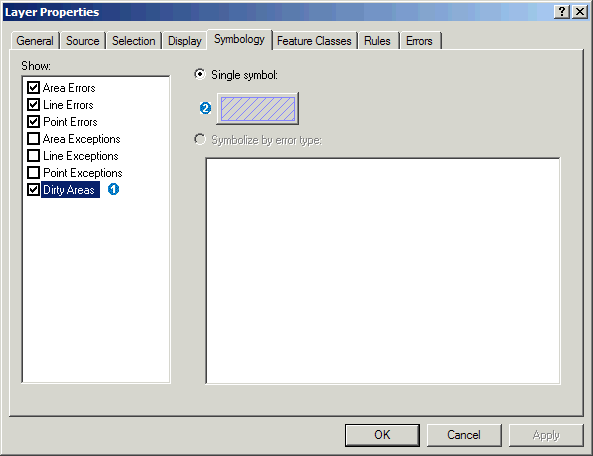 Layer Properties
General Source Selection Display Symbology Feature Classes Rules Errors
Show:
Area Errors
Line Errors
Point Errors
Area Exceptions
Line Exceptions
Point Exceptions
Dirty Areas 1
Single symbol:
2
Symbolize by error type:
OK Cancel Apply